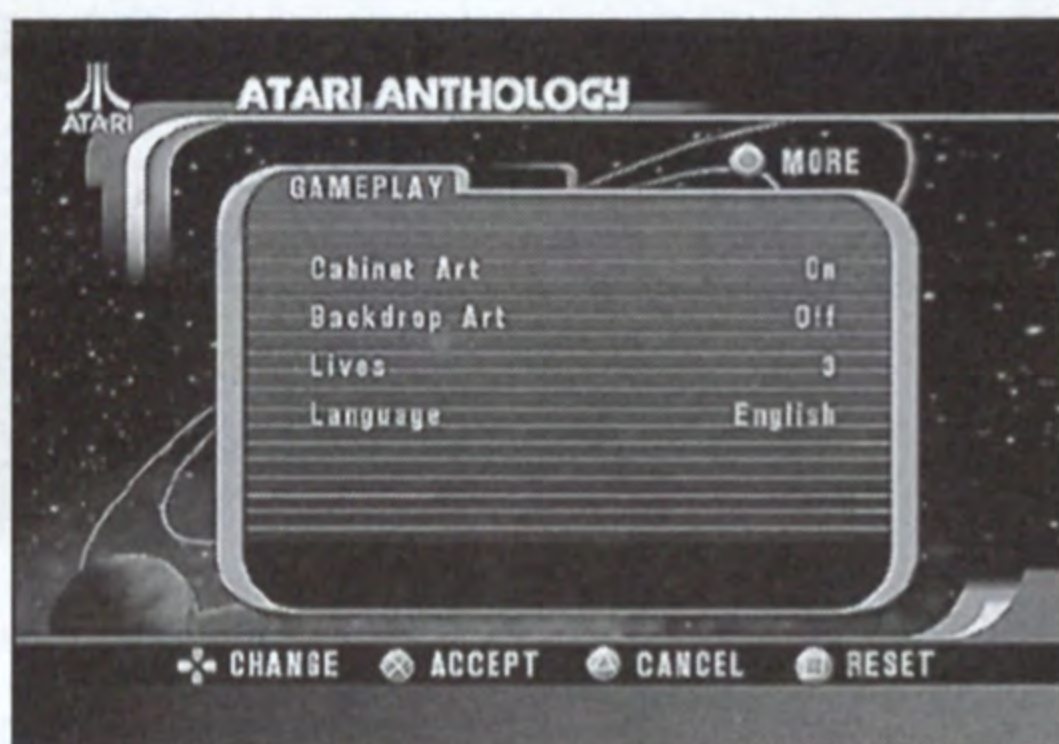 ATARI ANTHOLOGY
ATARI
MORE
GAMEPLAY
Cabinet Art On
Backdrop Art Off
Lives 3
Language English
CHANGE ACCEPT CANCEL RESET